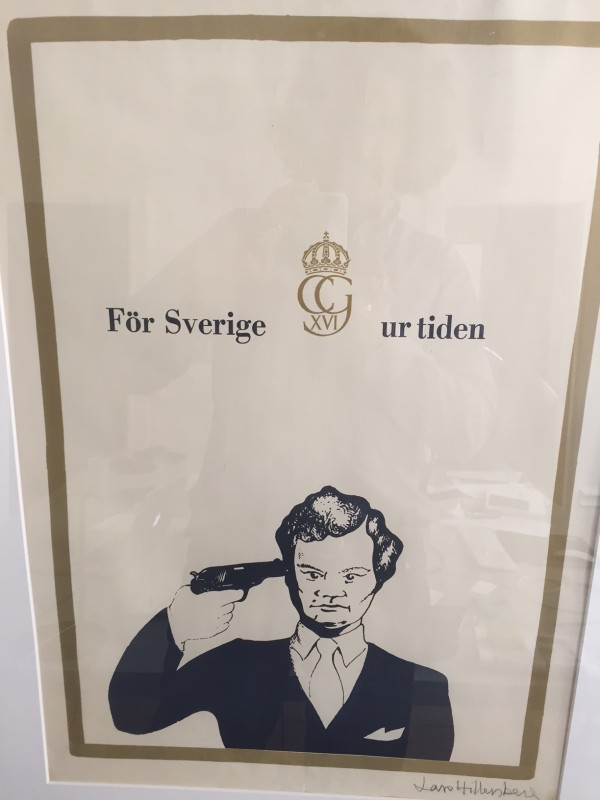 För Sverige CG XVI ur tiden
Lars Hillersberg